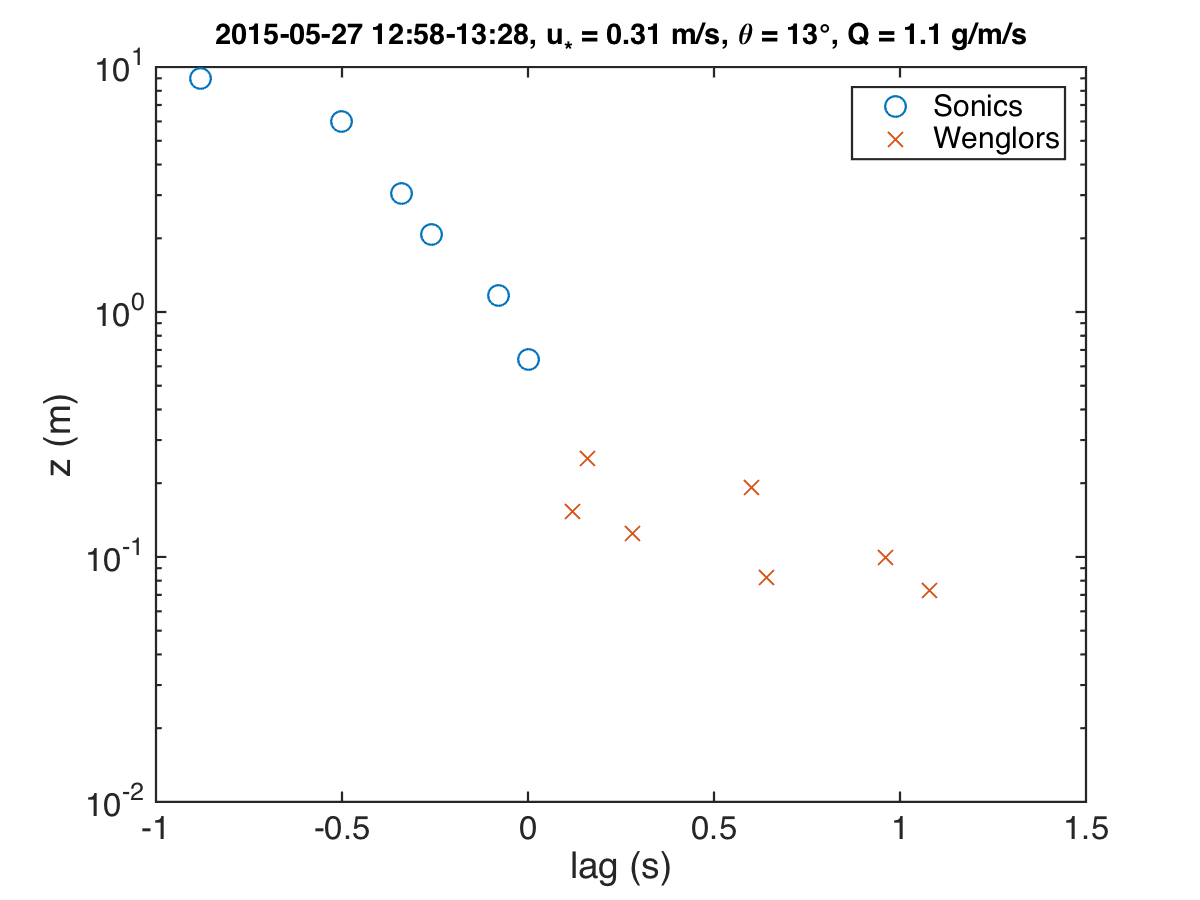 2015-05-27 12:58-13:28, u* = 0.31 m/s, θ = 13°, Q = 1.1 g/m/s
10^1
Sonics
Wenglors
10^0
z (m)
10^-1
10^-2
-1 -0.5 0 0.5 1 1.5
lag (s)